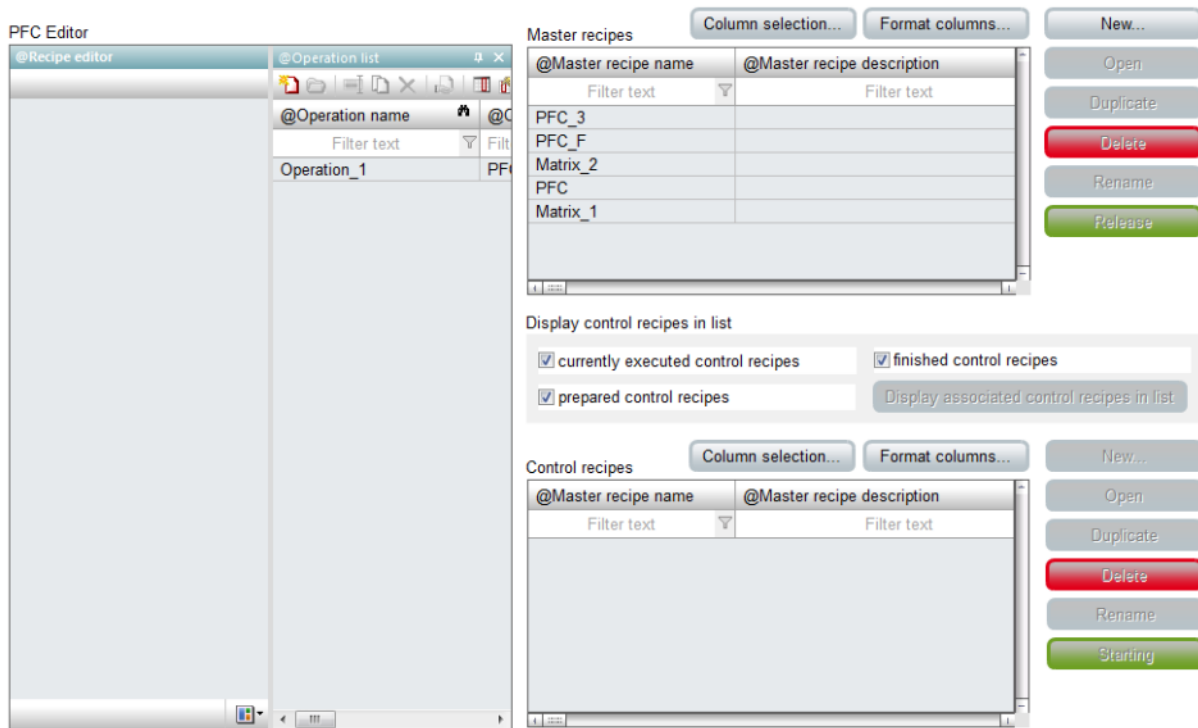 PFC Editor
@Recipe editor
@Operation list
@Operation name
@O
Filter text
Filt
Operation_1
PF
Master recipes
Column selection...
Format columns...
@Master recipe name
@Master recipe description
Filter text
Filter text
PFC_3
PFC_F
Matrix_2
PFC
Matrix_1
New...
Open
Duplicate
Delete
Rename
Release
Display control recipes in list
currently executed control recipes
finished control recipes
prepared control recipes
Display associated control recipes in list
Control recipes
Column selection...
Format columns...
@Master recipe name
@Master recipe description
Filter text
Filter text
New...
Open
Duplicate
Delete
Rename
Starting